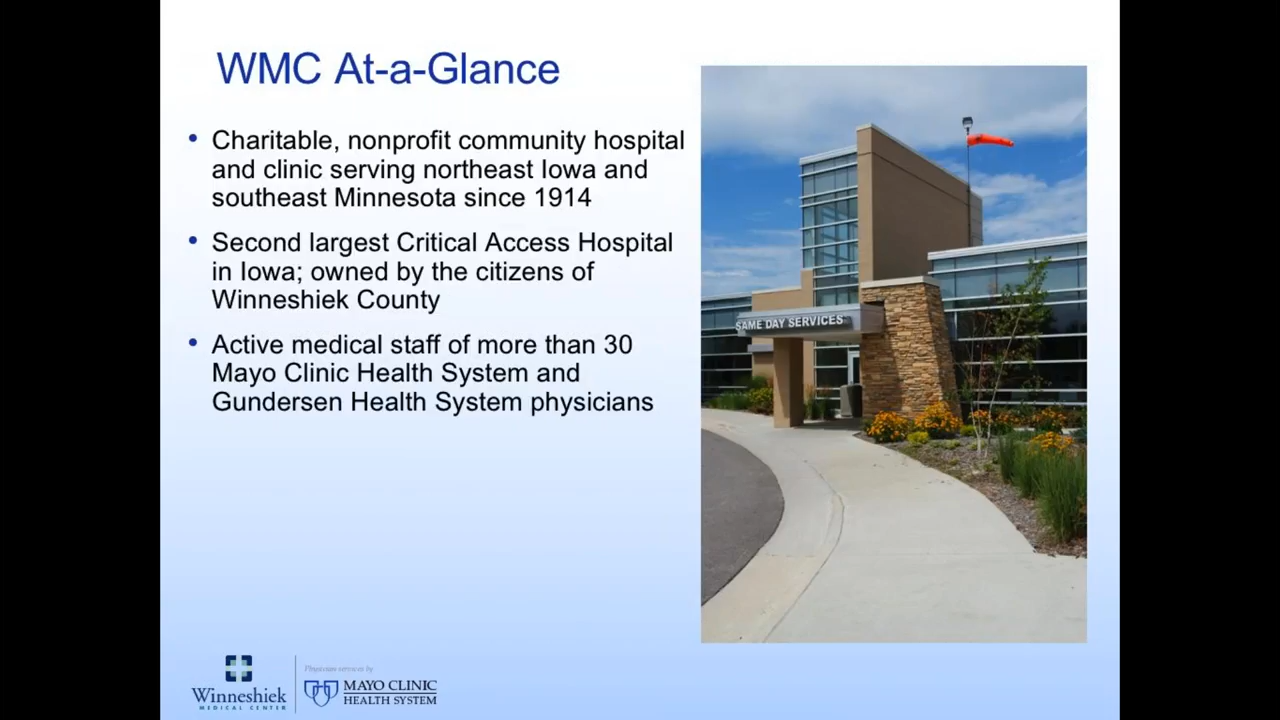 WMC At-a-Glance
• Charitable, nonprofit community hospital
and clinic serving northeast Iowa and
southeast Minnesota since 1914
• Second largest Critical Access Hospital
in Iowa; owned by the citizens of
Winneshiek County
• Active medical staff of more than 30
Mayo Clinic Health System and
Gundersen Health System physicians
SAME DAY SERVICES
Winneshiek
MEDICAL CENTER
Physician services by
MAYO CLINIC
HEALTH SYSTEM